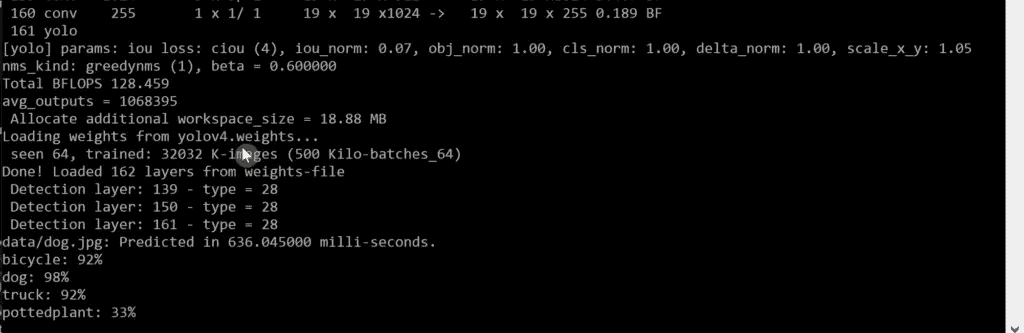 160 conv 255 1 x 1/ 1 19 x 19 x1024 -> 19 x 19 x 255 0.189 BF
161 yolo
[yolo] params: iou loss: ciou (4), iou_norm: 0.07, obj_norm: 1.00, cls_norm: 1.00, delta_norm: 1.00, scale_x_y: 1.05
nms_kind: greedynms (1), beta = 0.600000
Total BFLOPS 128.459
avg_outputs = 1068395
Allocate additional workspace_size = 18.88 MB
Loading weights from yolov4.weights...
seen 64, trained: 32032 K-images (500 Kilo-batches_64)
Done! Loaded 162 layers from weights-file
Detection layer: 139 - type = 28
Detection layer: 150 - type = 28
Detection layer: 161 - type = 28
data/dog.jpg: Predicted in 636.045000 milli-seconds.
bicycle: 92%
dog: 98%
truck: 92%
pottedplant: 33%